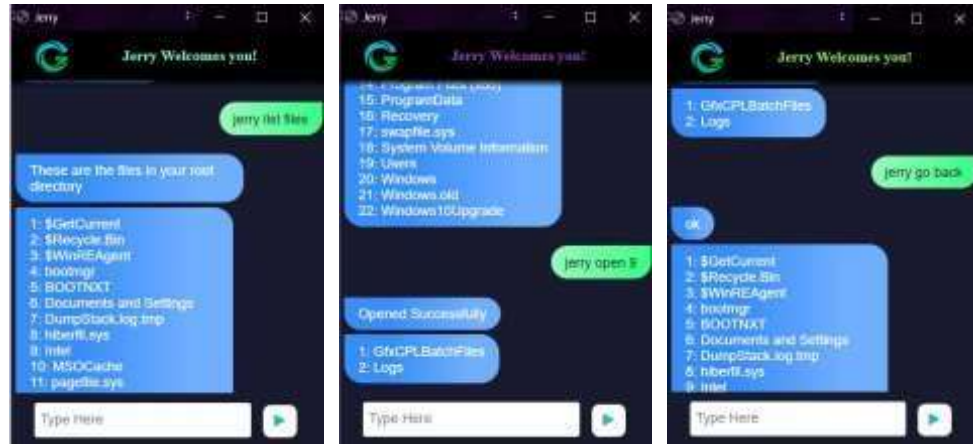 Jerry
Jerry Welcomes you!
jerry list files
These are the files in your root
directory
1: $GetCurrent
2: $Recycle.Bin
3: $WinREAgent
4: bootmgr
5: BOOTNXT
6: Documents and Settings
7: DumpStack.log.tmp
8: hiberfil.sys
9: Intel
10: MSOCache
11: pagefile.sys
Type Here
Jerry
Jerry Welcomes you!
14: Program Files (x86)
15: ProgramData
16: Recovery
17: swapfile.sys
18: System Volume Information
19: Users
20: Windows
21: Windows.old
22: Windows10Upgrade
jerry open 9
Opened Successfully
1: GfxCPLBatchFiles
2: Logs
Type Here
Jerry
Jerry Welcomes you!
1: GfxCPLBatchFiles
2: Logs
jerry go back
ok
1: $GetCurrent
2: $Recycle.Bin
3: $WinREAgent
4: bootmgr
5: BOOTNXT
6: Documents and Settings
7: DumpStack.log.tmp
8: hiberfil.sys
9: Intel
Type Here